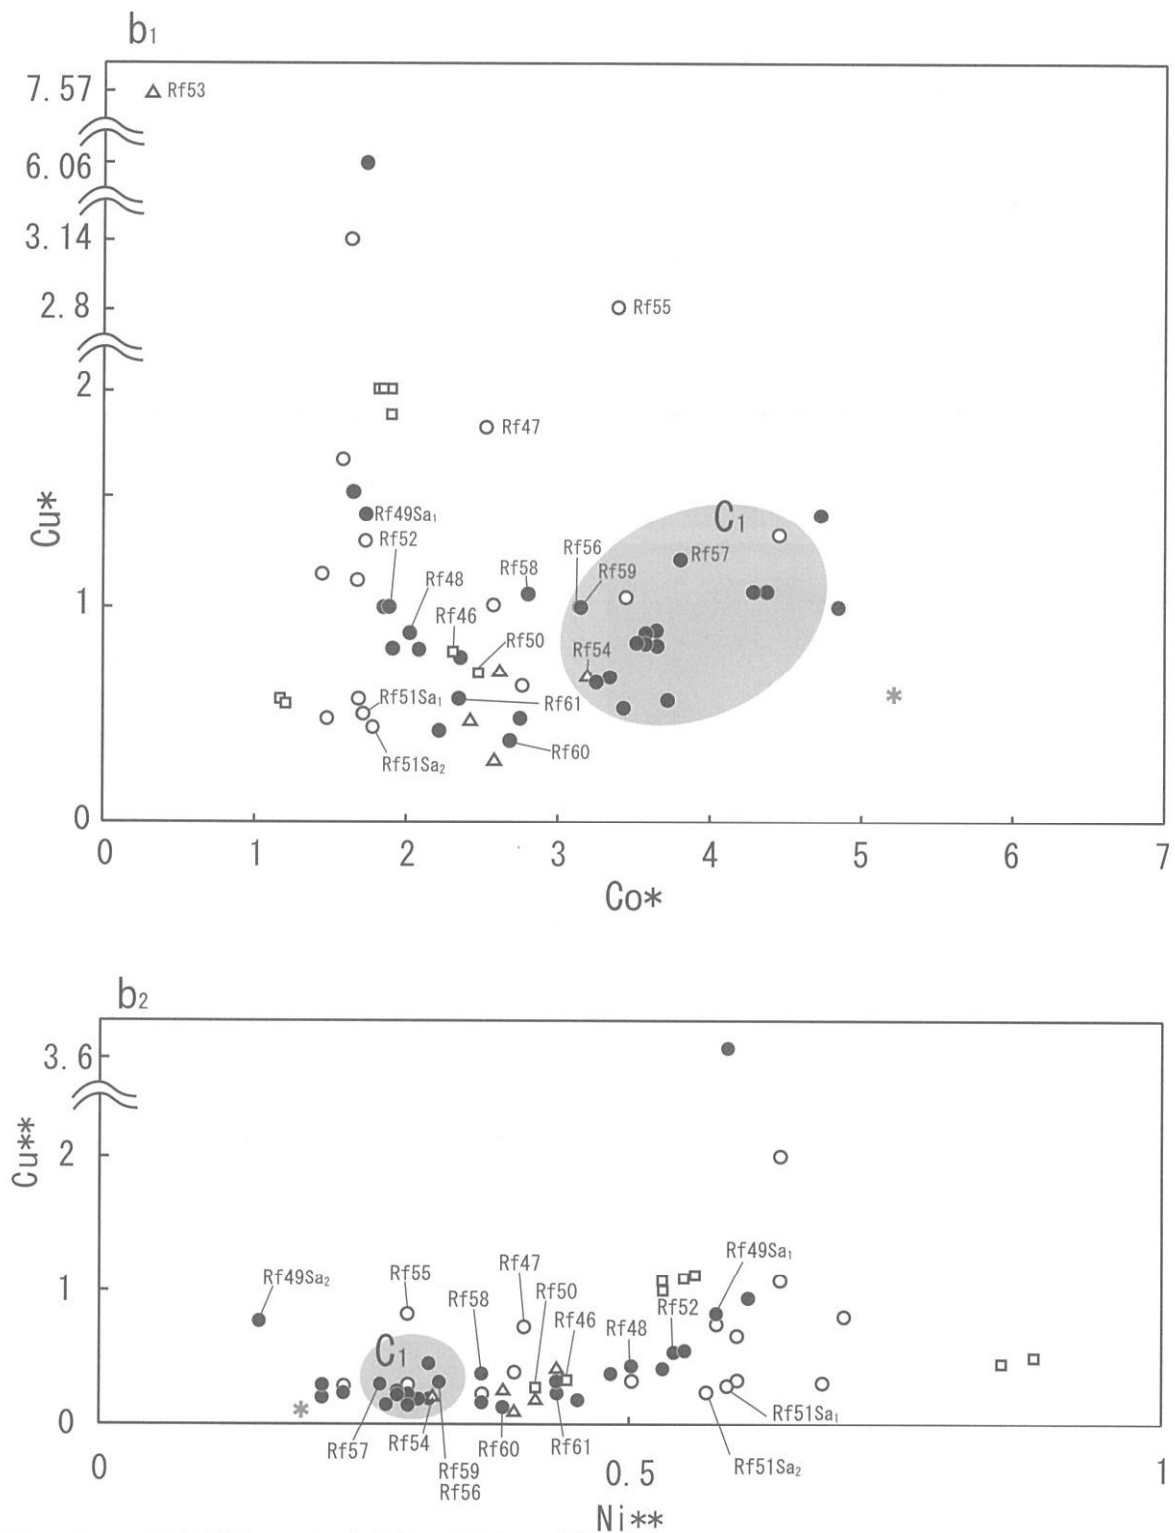 b₁
7.57
Rf53
6.06
3.14
2.8
Rf55
2
Rf47
Cu*
Rf49Sa₁
C₁
Rf52
Rf56
Rf57
Rf59
Rf58
Rf48
1
Rf46
Rf50
Rf54
Rf51Sa₁
Rf61
Rf60
Rf51Sa₂
*
0
0 1 2 3 4 5 6 7
Co*
b₂
3.6
Cu**
2
Rf49Sa₁
Rf47
Rf49Sa₂
Rf55
Rf50
1
Rf58
Rf46
Rf52
Rf48
C₁
*
0
Rf51Sa₁
Rf57
Rf54
Rf60
Rf61
Rf59
Rf51Sa₂
Rf56
0 0.5 1
Ni**